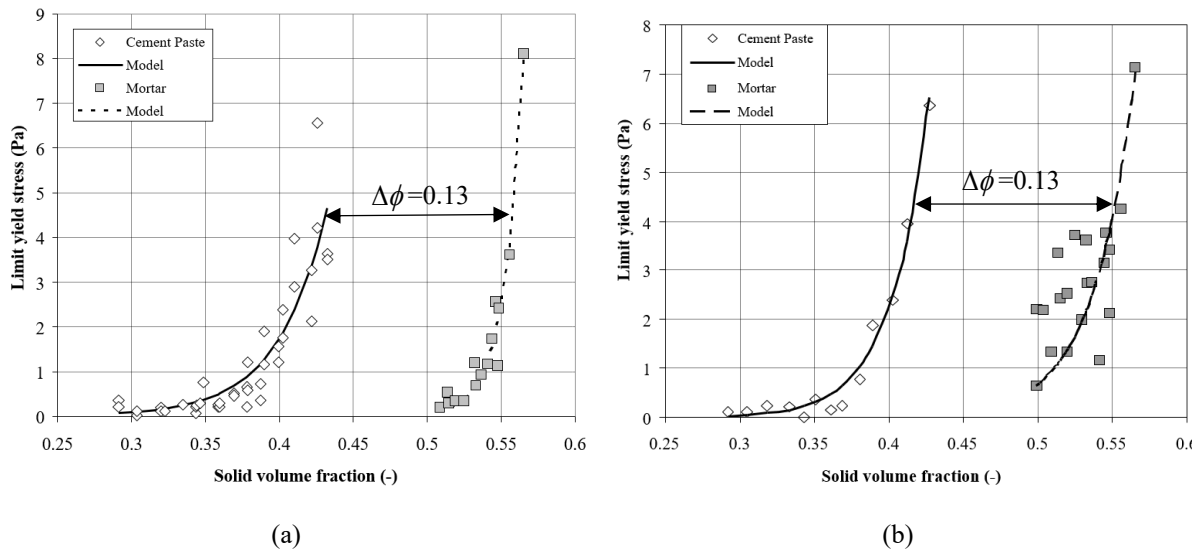 9
8
7
6
5
4
3
2
1
0
0.25
0.3
0.35
0.4
0.45
0.5
0.55
0.6
Limit yield stress (Pa)
Solid volume fraction (-)
Cement Paste
Model
Mortar
Model
Δϕ=0.13
(a)
8
7
6
5
4
3
2
1
0
0.25
0.3
0.35
0.4
0.45
0.5
0.55
0.6
Limit yield stress (Pa)
Solid volume fraction (-)
Cement Paste
Model
Mortar
Model
Δϕ=0.13
(b)